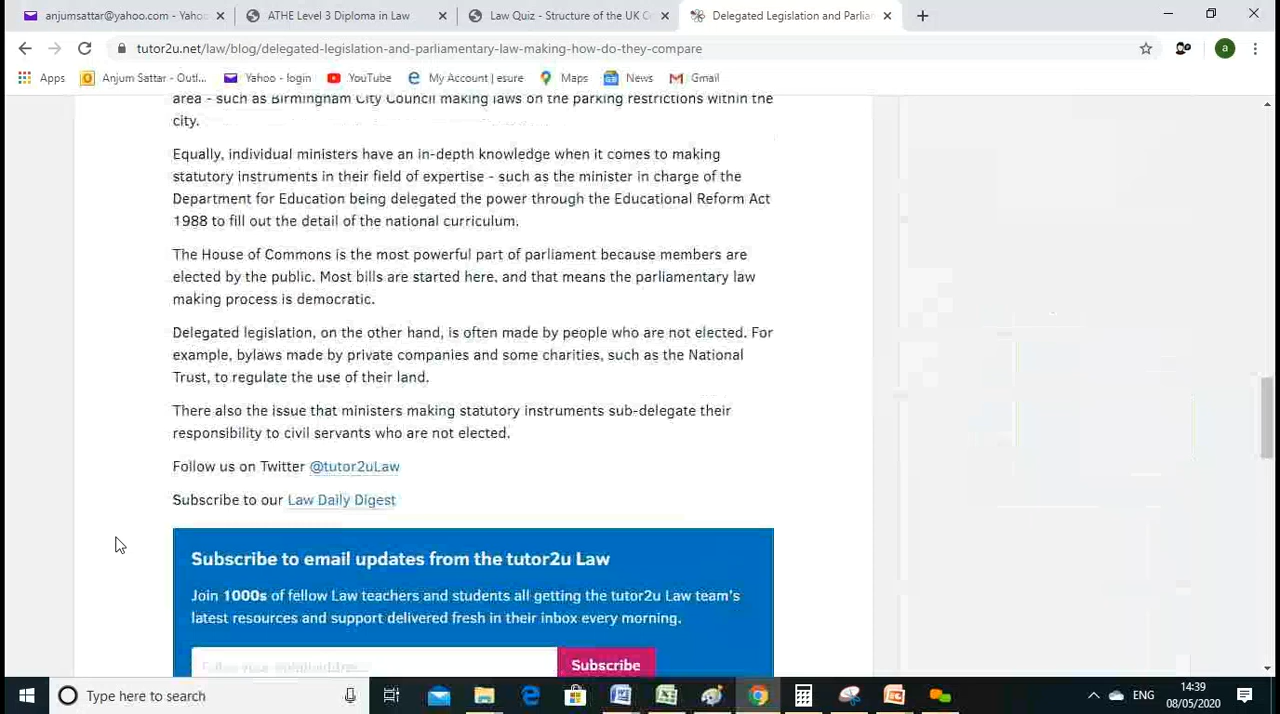 anjumsattar@yahoo.com - Yahoo
ATHE Level 3 Diploma in Law
Law Quiz - Structure of the UK C
Delegated Legislation and Parlia
tutor2u.net/law/blog/delegated-legislation-and-parliamentary-law-making-how-do-they-compare
a
Apps
Anjum Sattar - Outl...
Yahoo - login
YouTube
My Account | esure
Maps
News
Gmail
area - such as Birmingham City Council making laws on the parking restrictions within the
city.
Equally, individual ministers have an in-depth knowledge when it comes to making
statutory instruments in their field of expertise - such as the minister in charge of the
Department for Education being delegated the power through the Educational Reform Act
1988 to fill out the detail of the national curriculum.
The House of Commons is the most powerful part of parliament because members are
elected by the public. Most bills are started here, and that means the parliamentary law
making process is democratic.
Delegated legislation, on the other hand, is often made by people who are not elected. For
example, bylaws made by private companies and some charities, such as the National
Trust, to regulate the use of their land.
There also the issue that ministers making statutory instruments sub-delegate their
responsibility to civil servants who are not elected.
Follow us on Twitter @tutor2uLaw
Subscribe to our Law Daily Digest
Subscribe to email updates from the tutor2u Law
Join 1000s of fellow Law teachers and students all getting the tutor2u Law team's
latest resources and support delivered fresh in their inbox every morning.
Subscribe
Type here to search
ENG
14:39
08/05/2020